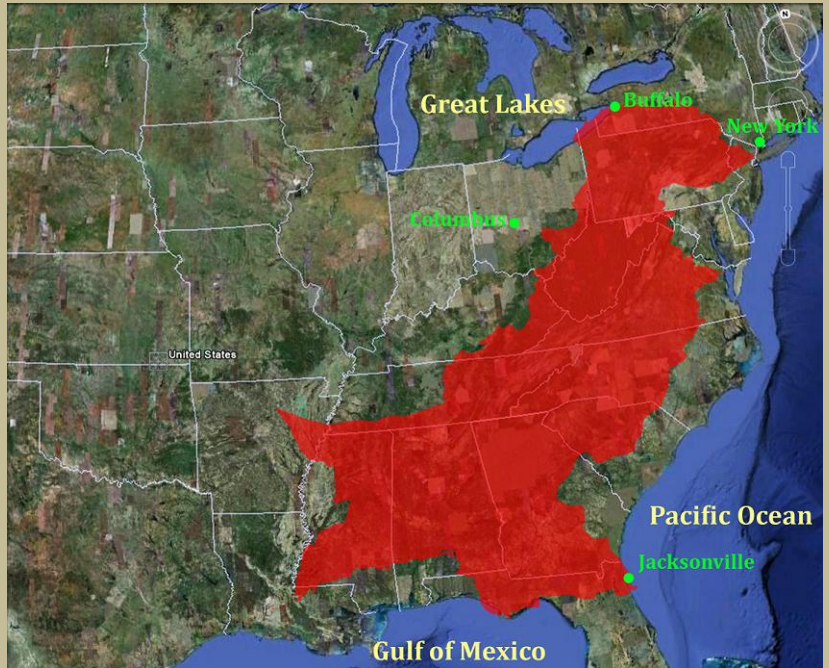 N
Great Lakes
Buffalo
New York
Columbus
United States
Pacific Ocean
Jacksonville
Gulf of Mexico